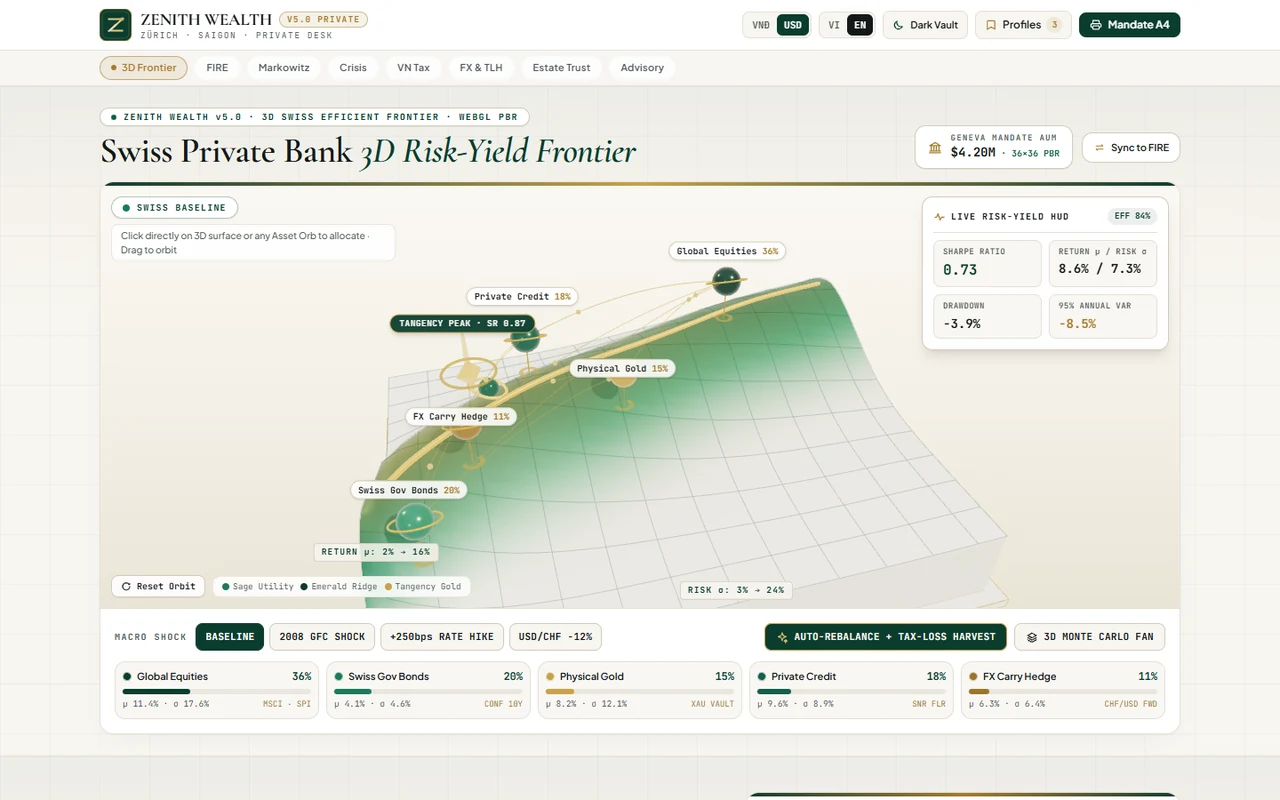 Z
ZENITH WEALTH
V5.0 PRIVATE
ZÜRICH · SAIGON · PRIVATE DESK
VNĐ
USD
VI
EN
Dark Vault
Profiles
3
Mandate A4
3D Frontier
FIRE
Markowitz
Crisis
VN Tax
FX & TLH
Estate Trust
Advisory
ZENITH WEALTH v5.0 · 3D SWISS EFFICIENT FRONTIER · WEBGL PBR
Swiss Private Bank 3D Risk-Yield Frontier
GENEVA MANDATE AUM
$4.20M · 36×36 PBR
Sync to FIRE
SWISS BASELINE
Click directly on 3D surface or any Asset Orb to allocate ·
Drag to orbit
LIVE RISK-YIELD HUD
EFF 84%
SHARPE RATIO
0.73
RETURN μ / RISK σ
8.6% / 7.3%
DRAWDOWN
-3.9%
95% ANNUAL VAR
-8.5%
Global Equities 36%
Private Credit 18%
TANGENCY PEAK · SR 0.87
Physical Gold 15%
FX Carry Hedge 11%
Swiss Gov Bonds 20%
RETURN μ: 2% → 16%
RISK σ: 3% → 24%
Reset Orbit
Sage Utility
Emerald Ridge
Tangency Gold
MACRO SHOCK
BASELINE
2008 GFC SHOCK
+250bps RATE HIKE
USD/CHF -12%
AUTO-REBALANCE + TAX-LOSS HARVEST
3D MONTE CARLO FAN
Global Equities
36%
μ 11.4% · σ 17.6%
MSCI · SPI
Swiss Gov Bonds
20%
μ 4.1% · σ 4.6%
CONF 10Y
Physical Gold
15%
μ 8.2% · σ 12.1%
XAU VAULT
Private Credit
18%
μ 9.6% · σ 8.9%
SNR FLR
FX Carry Hedge
11%
μ 6.3% · σ 6.4%
CHF/USD FWD